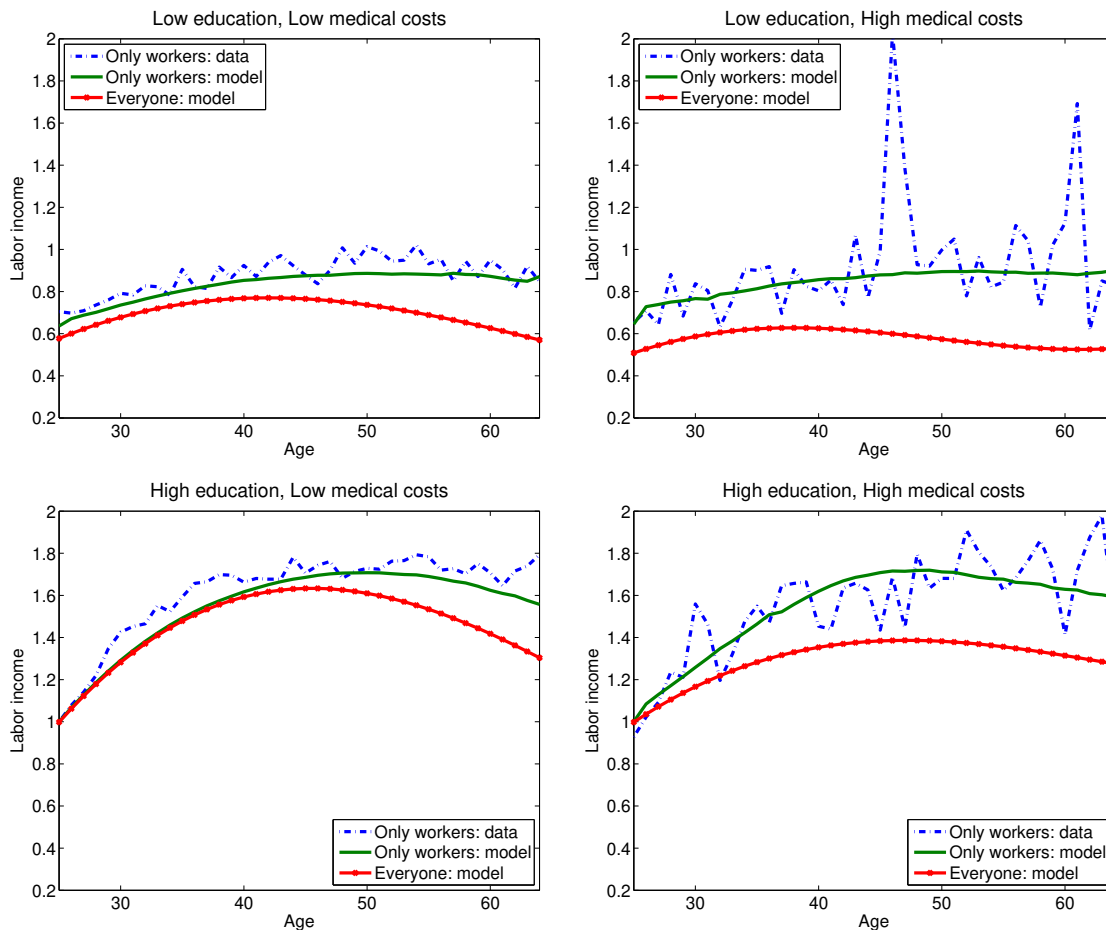 Low education, Low medical costs
2
1.8
1.6
1.4
1.2
1
0.8
0.6
0.4
0.2
Labor income
Only workers: data
Only workers: model
Everyone: model
30
40
50
60
Age
Low education, High medical costs
2
1.8
1.6
1.4
1.2
1
0.8
0.6
0.4
0.2
Labor income
Only workers: data
Only workers: model
Everyone: model
30
40
50
60
Age
High education, Low medical costs
2
1.8
1.6
1.4
1.2
1
0.8
0.6
0.4
0.2
Labor income
Only workers: data
Only workers: model
Everyone: model
30
40
50
60
Age
High education, High medical costs
2
1.8
1.6
1.4
1.2
1
0.8
0.6
0.4
0.2
Labor income
Only workers: data
Only workers: model
Everyone: model
30
40
50
60
Age